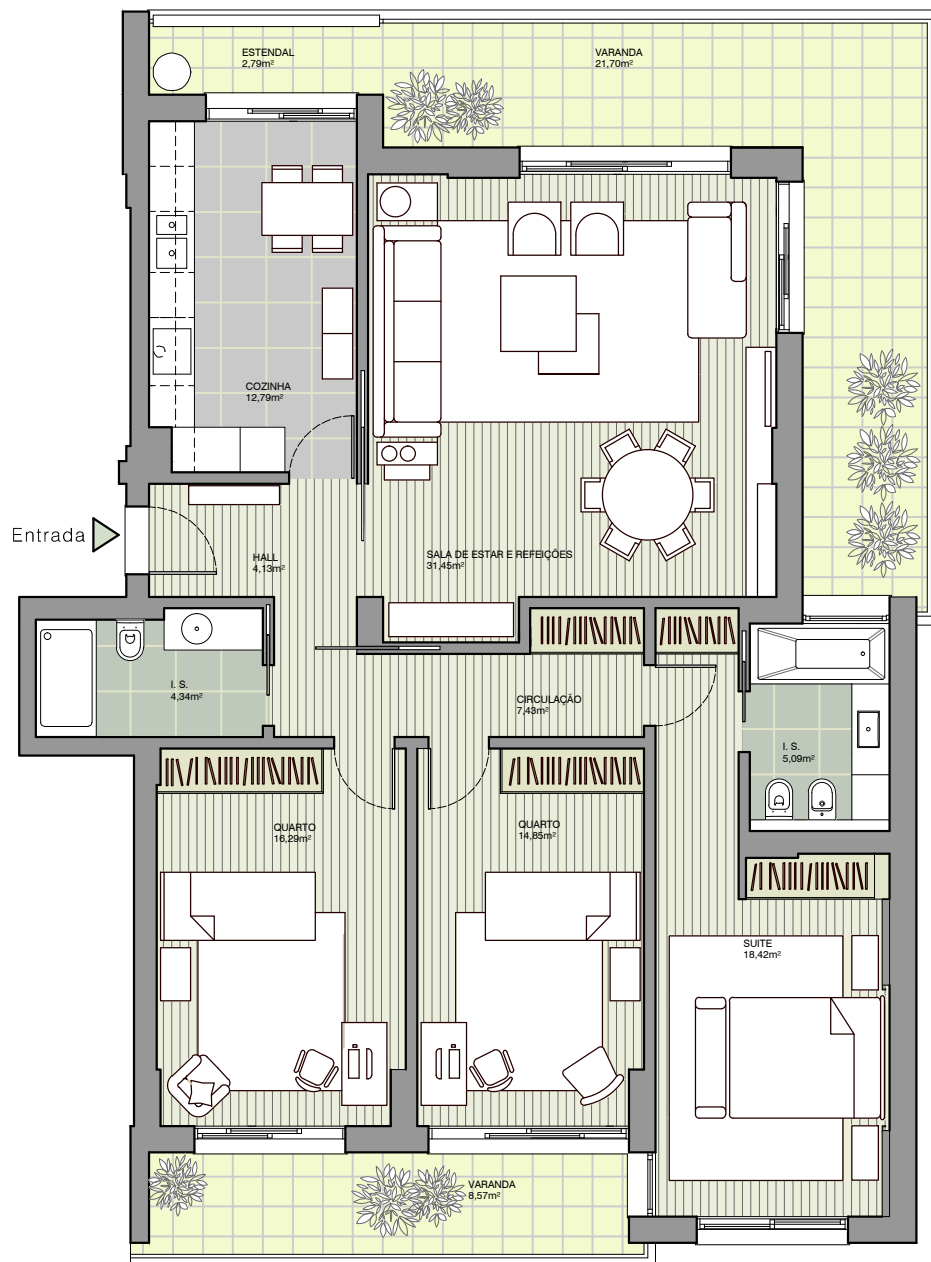 ESTENDAL
2,79m²
VARANDA
21,70m²
COZINHA
12,79m²
Entrada
HALL
4,13m²
SALA DE ESTAR E REFEIÇÕES
31,45m²
I. S.
4,34m²
CIRCULAÇÃO
7,43m²
I. S.
5,09m²
QUARTO
16,29m²
QUARTO
14,85m²
SUITE
18,42m²
VARANDA
8,57m²